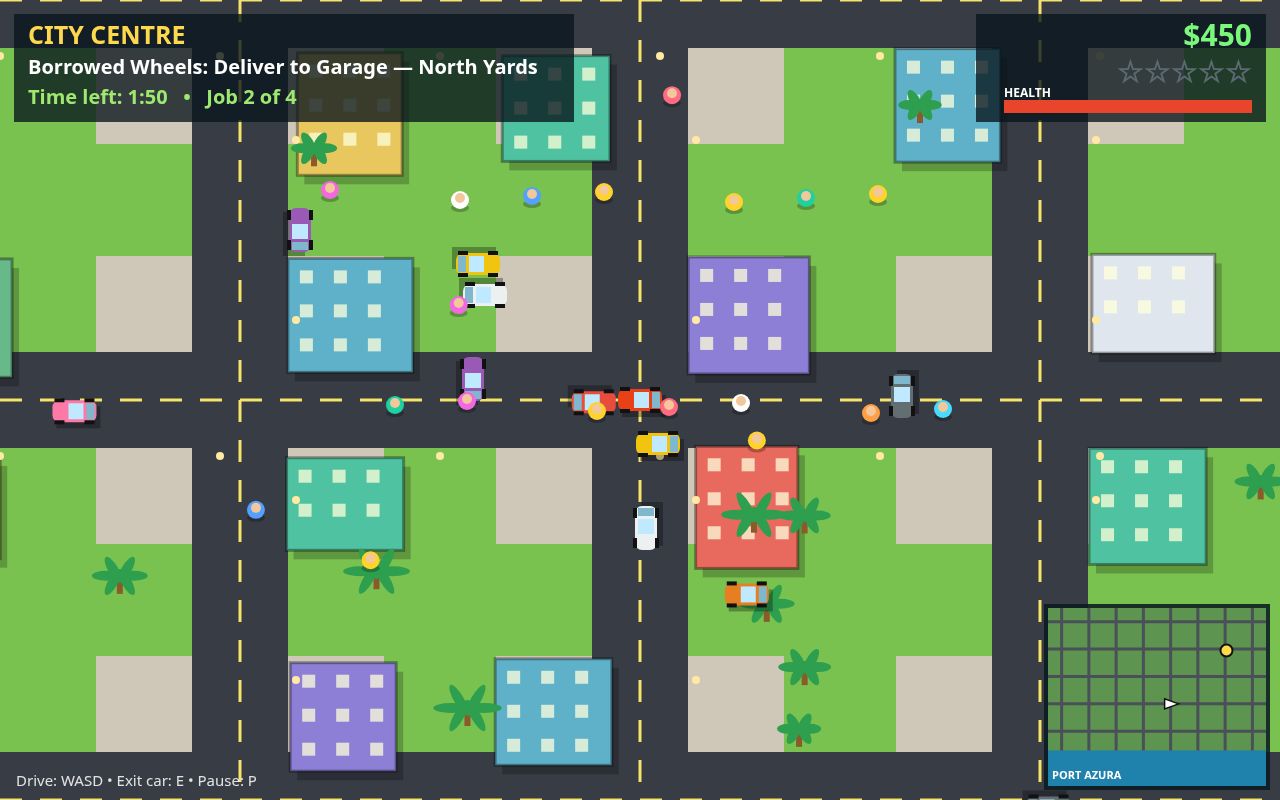 CITY CENTRE
Borrowed Wheels: Deliver to Garage — North Yards
Time left: 1:50 • Job 2 of 4
$450
HEALTH
Drive: WASD • Exit car: E • Pause: P
PORT AZURA